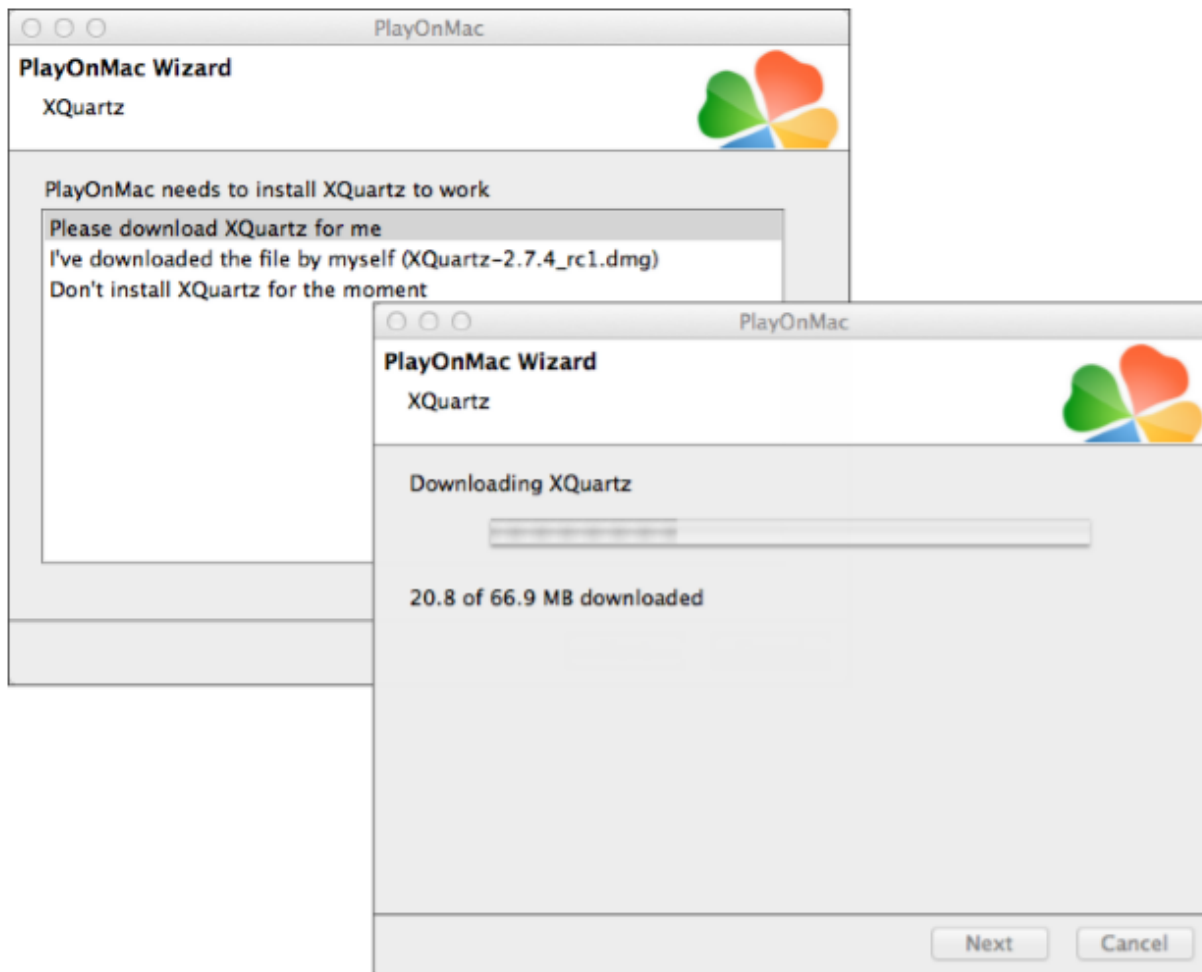 PlayOnMac
PlayOnMac Wizard
XQuartz
PlayOnMac needs to install XQuartz to work
Please download XQuartz for me
I've downloaded the file by myself (XQuartz-2.7.4_rc1.dmg)
Don't install XQuartz for the moment
PlayOnMac
PlayOnMac Wizard
XQuartz
Downloading XQuartz
20.8 of 66.9 MB downloaded
Next Cancel